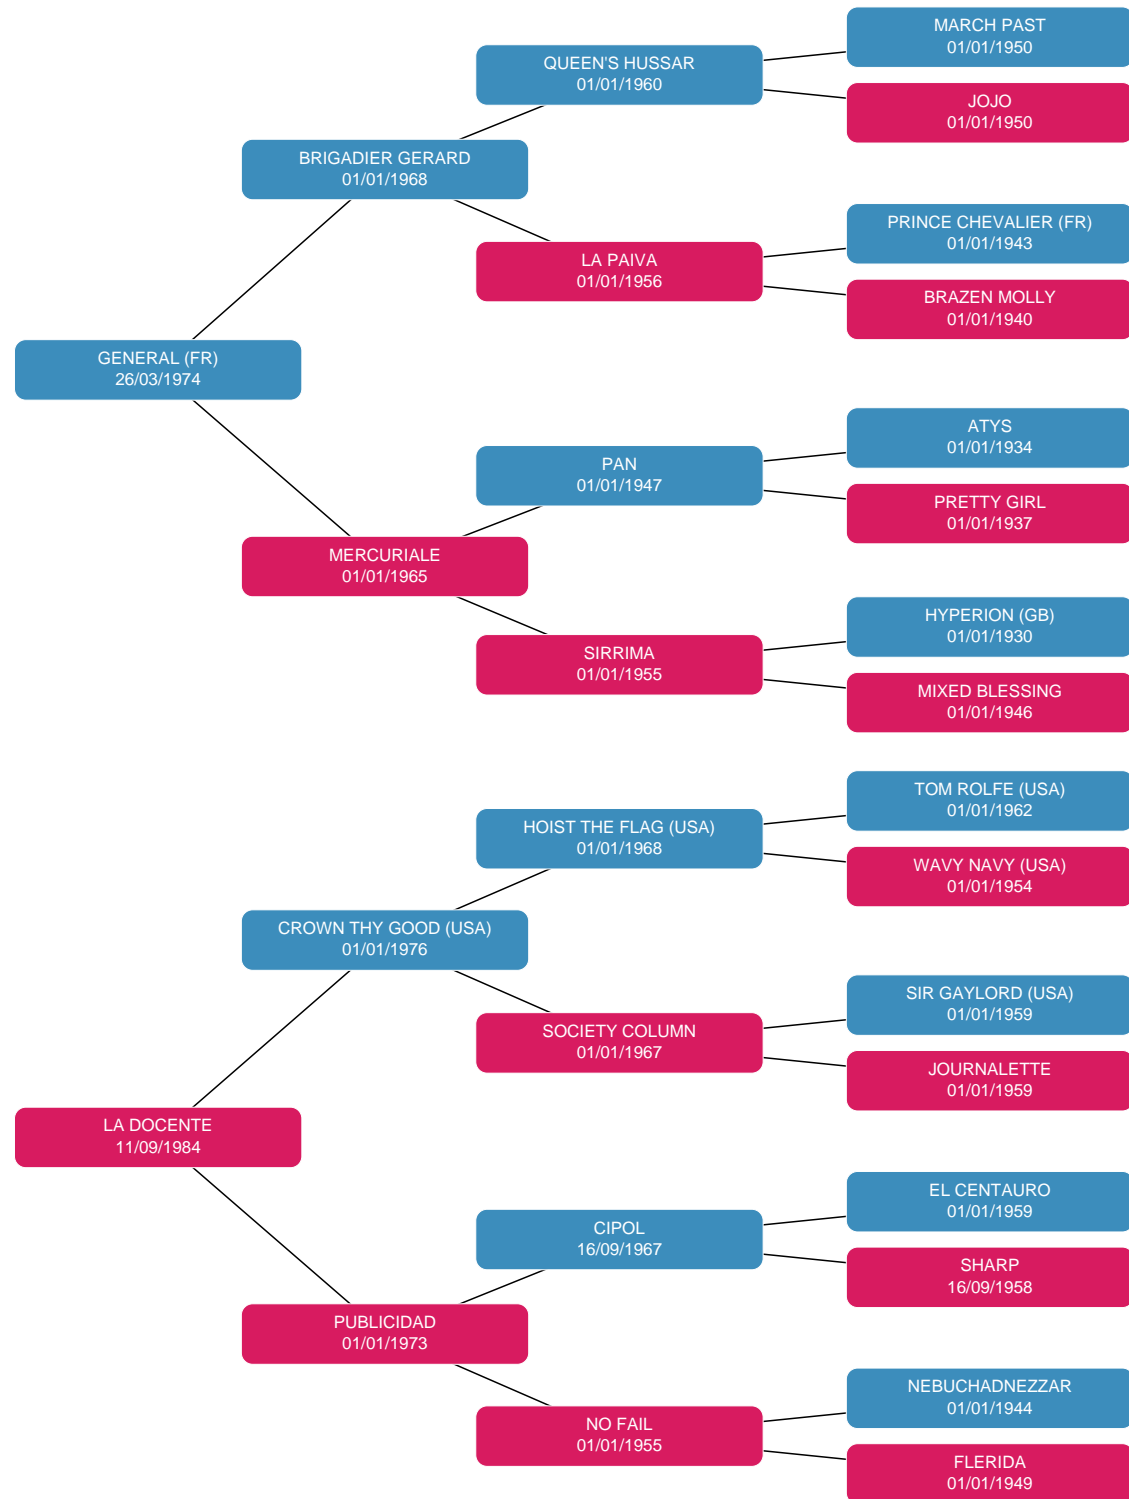 MARCH PAST
01/01/1950
QUEEN'S HUSSAR
01/01/1960
JOJO
01/01/1950
BRIGADIER GERARD
01/01/1968
PRINCE CHEVALIER (FR)
01/01/1943
LA PAIVA
01/01/1956
BRAZEN MOLLY
01/01/1940
GENERAL (FR)
26/03/1974
ATYS
01/01/1934
PAN
01/01/1947
PRETTY GIRL
01/01/1937
MERCURIALE
01/01/1965
HYPERION (GB)
01/01/1930
SIRRIMA
01/01/1955
MIXED BLESSING
01/01/1946
TOM ROLFE (USA)
01/01/1962
HOIST THE FLAG (USA)
01/01/1968
WAVY NAVY (USA)
01/01/1954
CROWN THY GOOD (USA)
01/01/1976
SIR GAYLORD (USA)
01/01/1959
SOCIETY COLUMN
01/01/1967
JOURNALETTE
01/01/1959
LA DOCENTE
11/09/1984
EL CENTAURO
01/01/1959
CIPOL
16/09/1967
SHARP
16/09/1958
PUBLICIDAD
01/01/1973
NEBUCHADNEZZAR
01/01/1944
NO FAIL
01/01/1955
FLERIDA
01/01/1949